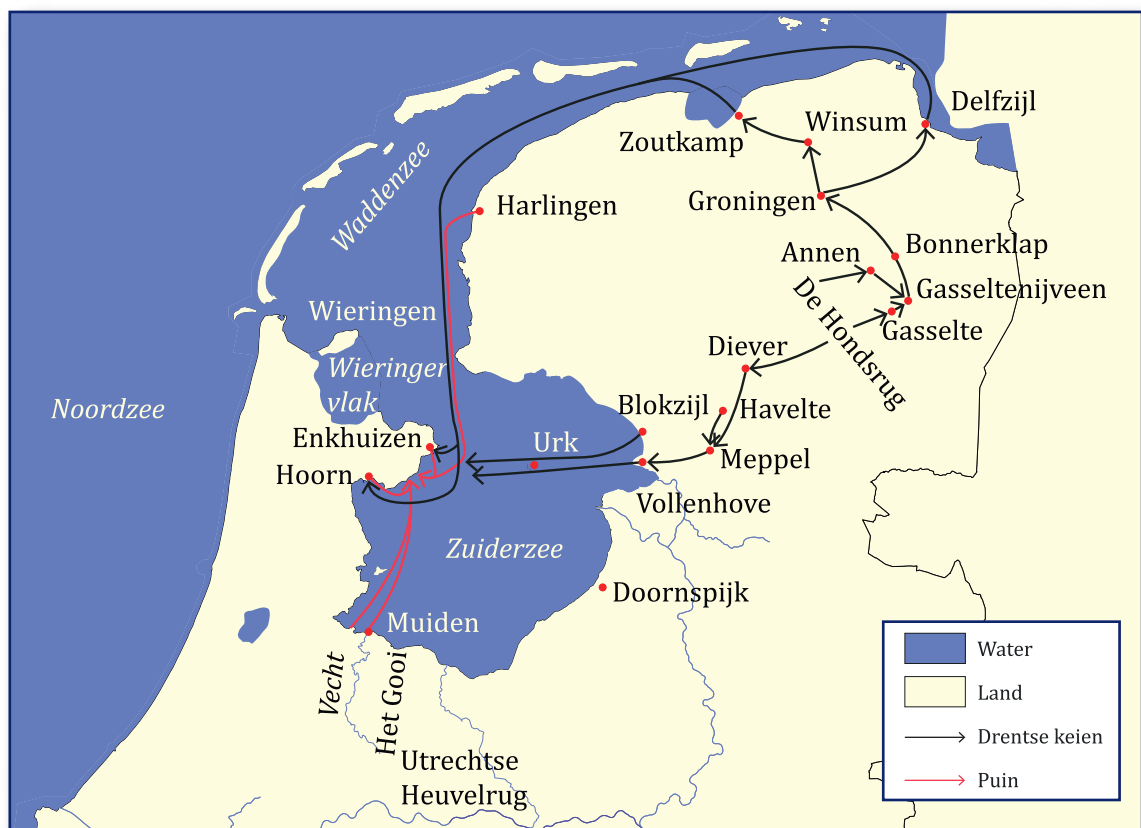 Delfzijl
Winsum
Zoutkamp
Waddenzee
Harlingen
Groningen
Bonnerklap
Annen
Gasseltenijveen
De Hondsrug
Gasselte
Wieringen
Diever
Wieringer
vlak
Noordzee
Blokzijl
Havelte
Enkhuizen
Urk
Meppel
Hoorn
Vollenhove
Zuiderzee
Doornspijk
Muiden
Vecht
Het Gooi
Utrechtse
Heuvelrug
Water
Land
Drentse keien
Puin